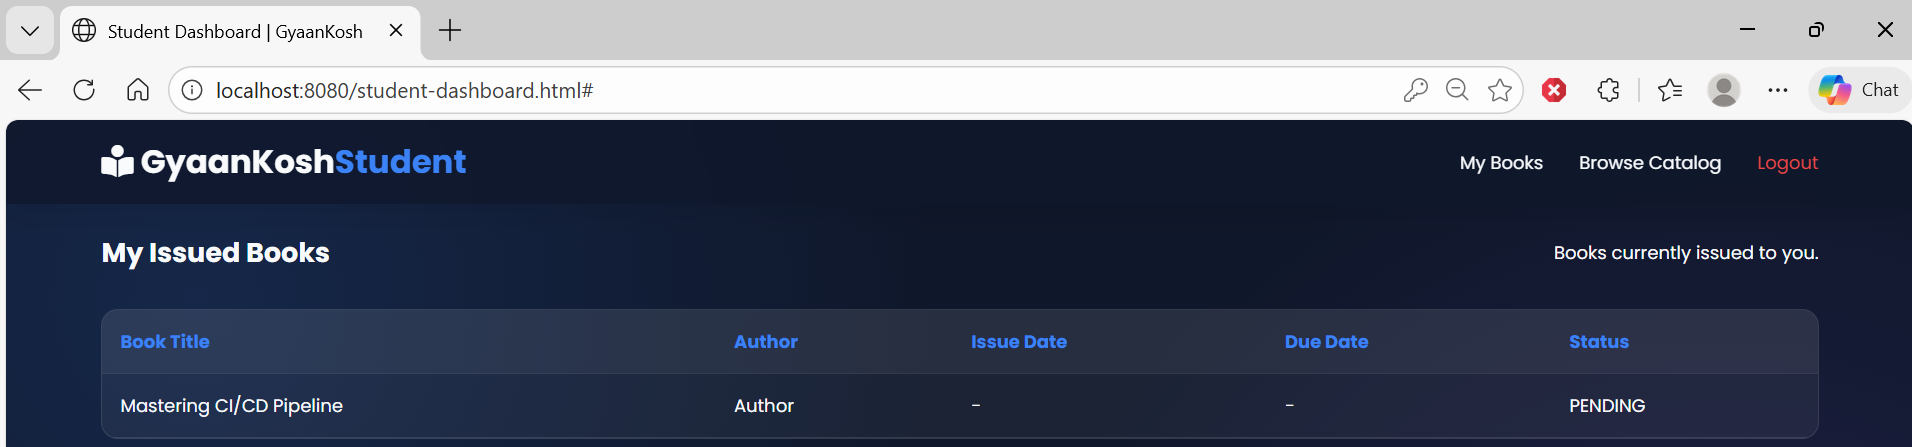 Student Dashboard | GyaanKosh
localhost:8080/student-dashboard.html#
Chat
GyaanKoshStudent
My Books Browse Catalog Logout
My Issued Books
Books currently issued to you.
Book Title Author Issue Date Due Date Status
Mastering CI/CD Pipeline Author - - PENDING